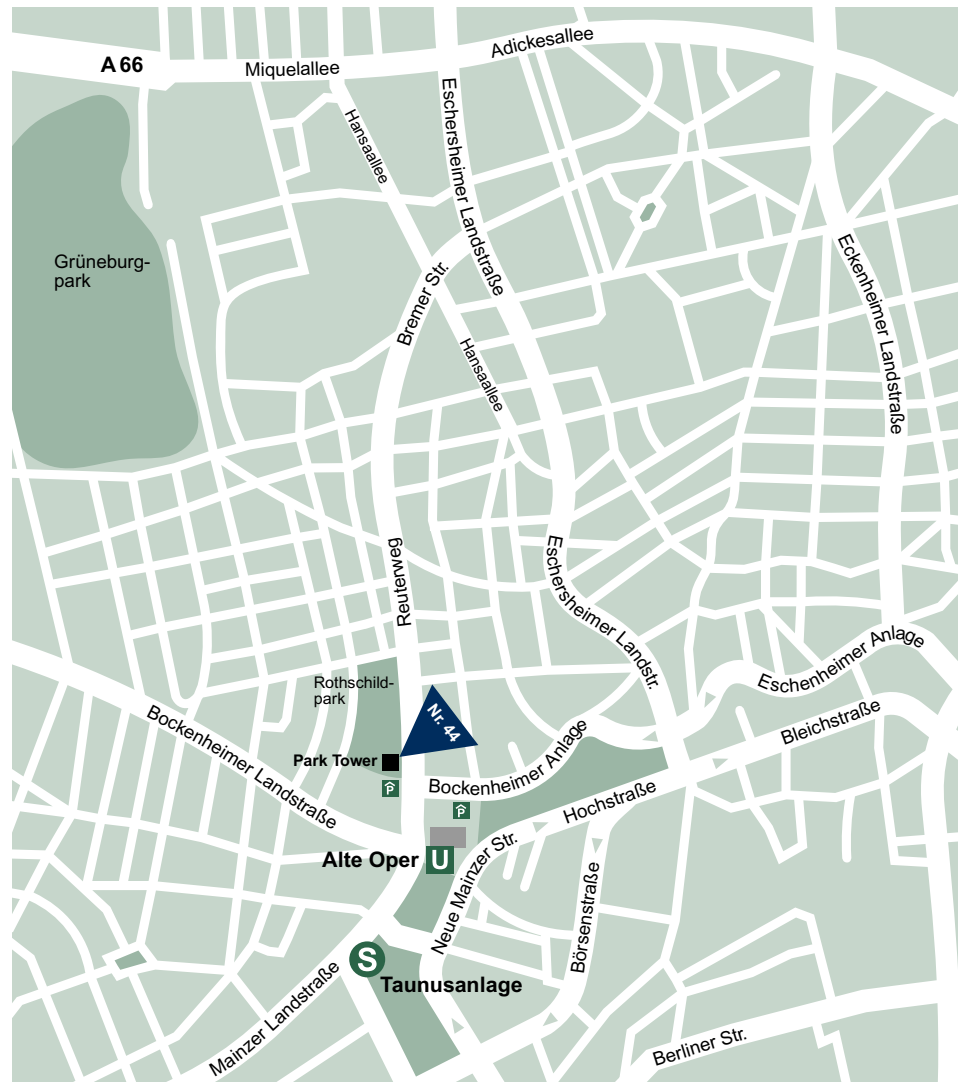 Adickesallee
A 66
Miquelallee
Eschersheimer Landstraße
Hansaallee
Grüneburg-
park
Bremer Str.
Eckenheimer Landstraße
Hansaallee
Reuterweg
Eschersheimer Landstr.
Eschenheimer Anlage
Rothschild-
park
Nr. 44
Bockenheimer Landstraße
Bleichstraße
Park Tower
Bockenheimer Anlage
P
P
Hochstraße
Alte Oper
U
Neue Mainzer Str.
Börsenstraße
S
Taunusanlage
Mainzer Landstraße
Berliner Str.